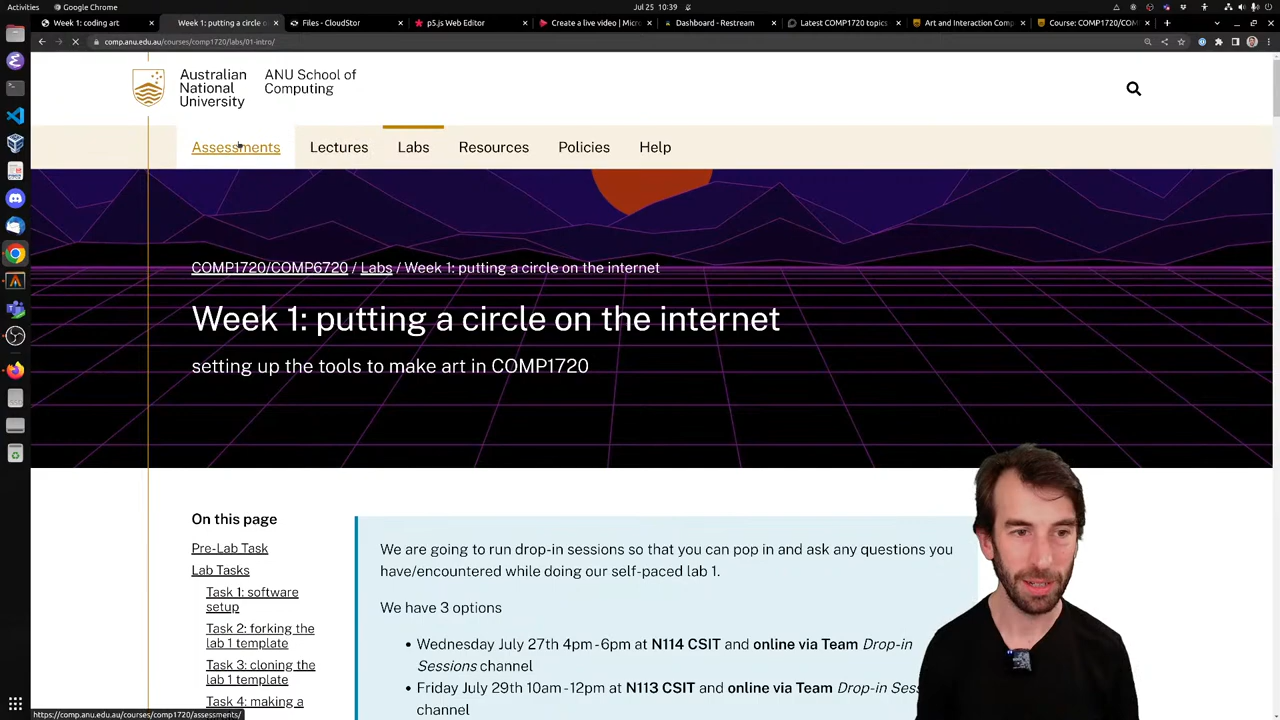 Activities
Google Chrome
Jul 25 10:39
Week 1: coding art
Week 1: putting a circle o
Files - CloudStor
p5.js Web Editor
Create a live video | Micro
Dashboard - Restream
Latest COMP1720 topics
Art and Interaction Comp
Course: COMP1720/COM
comp.anu.edu.au/courses/comp1720/labs/01-intro/
Australian
National
University
ANU School of
Computing
Assessments
Lectures
Labs
Resources
Policies
Help
COMP1720/COMP6720 / Labs / Week 1: putting a circle on the internet
Week 1: putting a circle on the internet
setting up the tools to make art in COMP1720
On this page
Pre-Lab Task
Lab Tasks
Task 1: software
setup
Task 2: forking the
lab 1 template
Task 3: cloning the
lab 1 template
Task 4: making a
We are going to run drop-in sessions so that you can pop in and ask any questions you
have/encountered while doing our self-paced lab 1.
We have 3 options
• Wednesday July 27th 4pm - 6pm at N114 CSIT and online via Team Drop-in
Sessions channel
• Friday July 29th 10am - 12pm at N113 CSIT and online via Team Drop-in Sess
channel
https://comp.anu.edu.au/courses/comp1720/assessments/